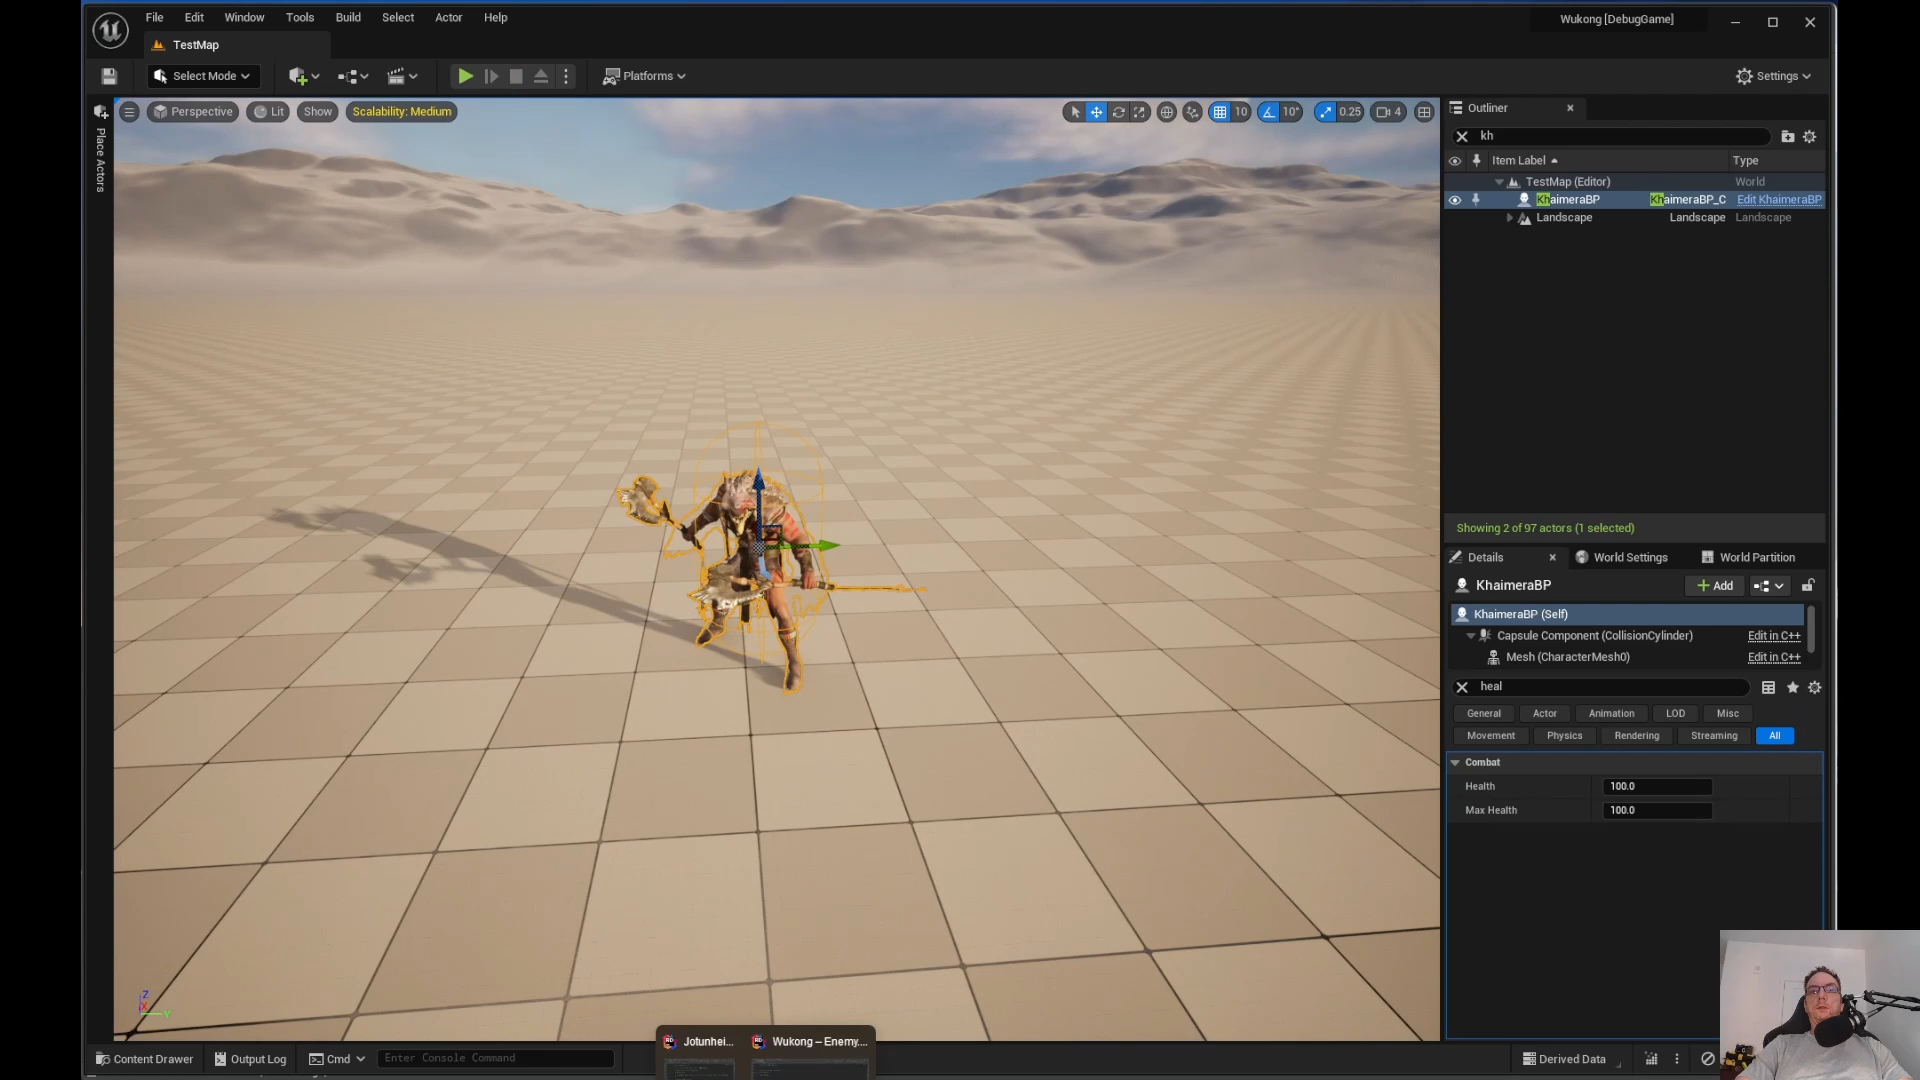 File Edit Window Tools Build Select Actor Help
Wukong [DebugGame]
TestMap
Select Mode
Platforms
Settings
Place Actors
Perspective
Lit
Show
Scalability: Medium
10
10°
0.25
4
Outliner
kh
Item Label
Type
TestMap (Editor)
World
KhaimeraBP
KhaimeraBP_C
Edit KhaimeraBP
Landscape
Landscape
Landscape
Showing 2 of 97 actors (1 selected)
Details
World Settings
World Partition
KhaimeraBP
Add
KhaimeraBP (Self)
Capsule Component (CollisionCylinder)
Edit in C++
Mesh (CharacterMesh0)
Edit in C++
heal
General
Actor
Animation
LOD
Misc
Movement
Physics
Rendering
Streaming
All
Combat
Health
100.0
Max Health
100.0
Z
X
Y
Jotunhei...
Wukong – Enemy....
Content Drawer
Output Log
Cmd
Enter Console Command
Derived Data